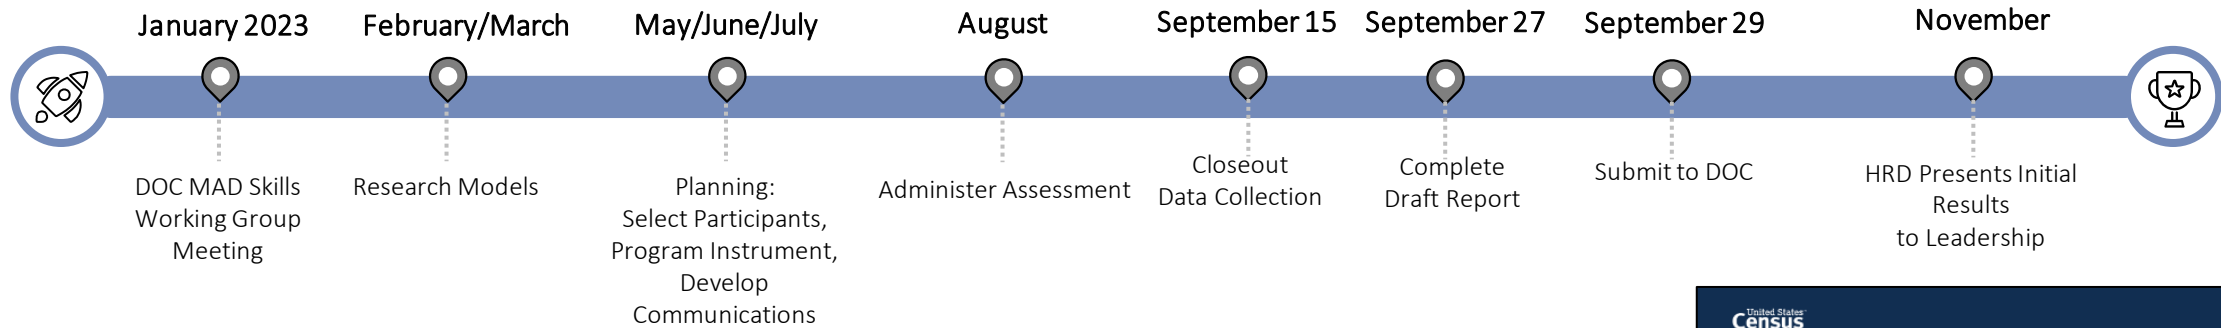 January 2023
February/March
May/June/July
August
September 15
September 27
September 29
November
DOC MAD Skills
Working Group
Meeting
Research Models
Planning:
Select Participants,
Program Instrument,
Develop
Communications
Administer Assessment
Closeout
Data Collection
Complete
Draft Report
Submit to DOC
HRD Presents Initial
Results
to Leadership
United States
Census